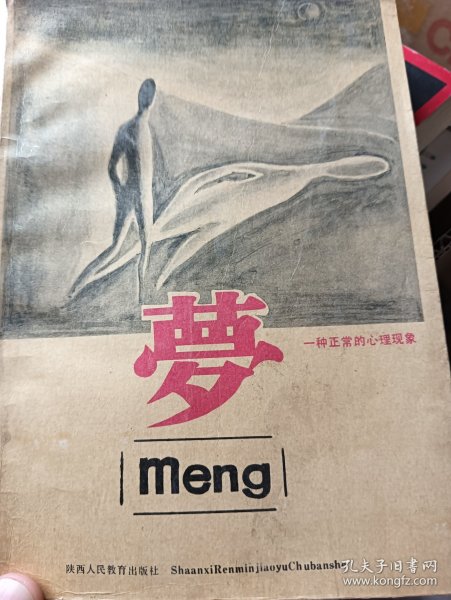 夢
一种正常的心理现象
meng
陕西人民教育出版社 ShaanxiRenminjiaoyuChubanshe
孔夫子旧书网
www.kongfz.com